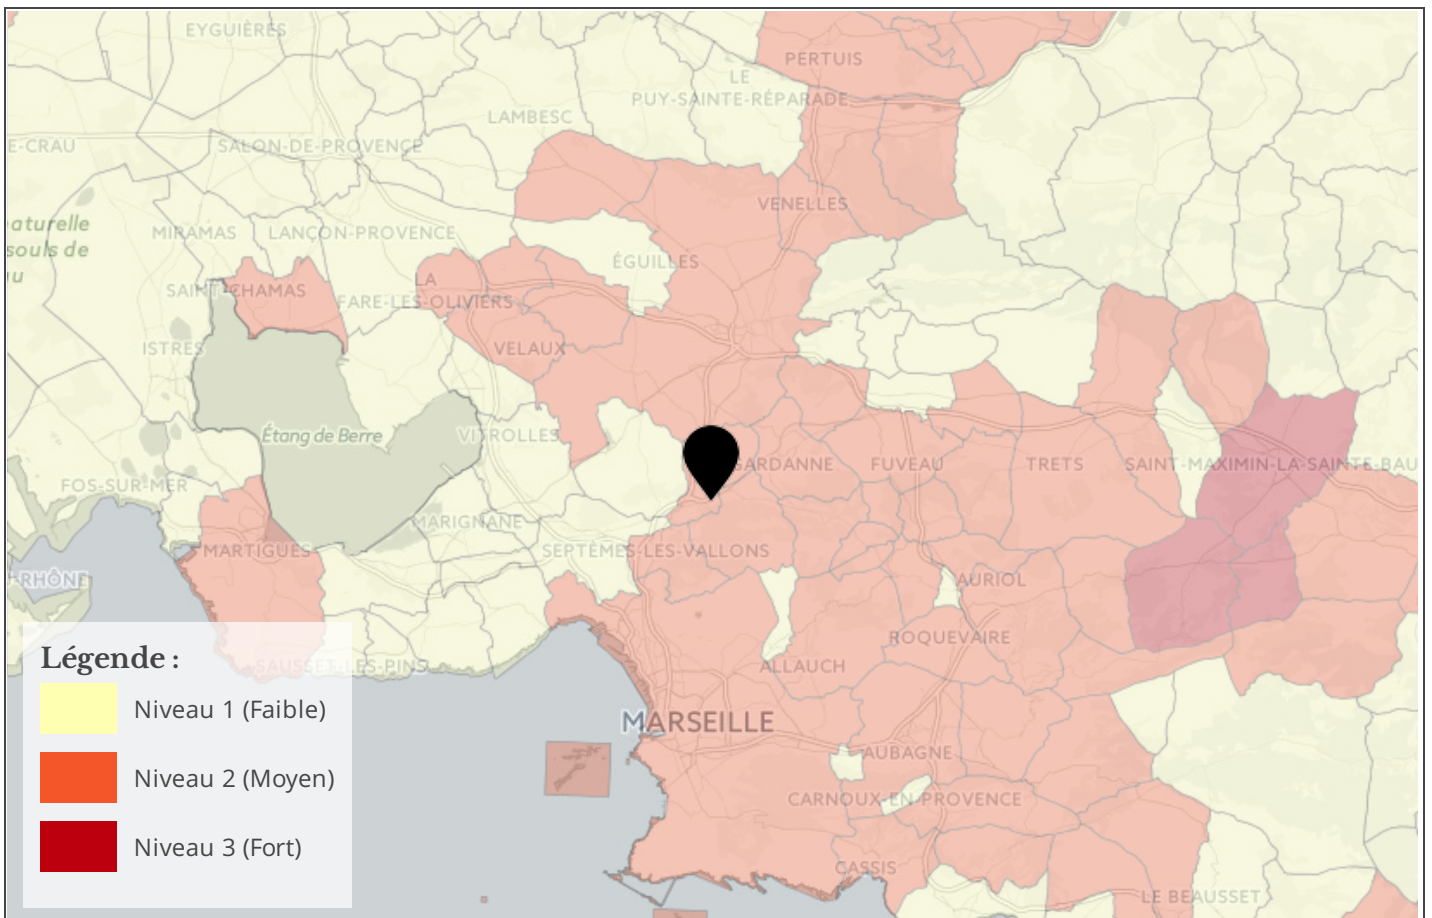 EYGUIÈRES
PERTUIS
LE
PUY-SAINTE-RÉPARADE
LAMBESC
E-CRAU
SALON-DE-PROVENCE
VENELLES
aturelle
souls de
au
MIRAMAS
LANÇON-PROVENCE
ÉGUILLES
SAINT-CHAMAS
LA
FARE-LES-OLIVIERS
ISTRES
VELAUX
Étang de Berre
VITROLLES
GARDANNE
FUVEAU
TRETS
SAINT-MAXIMIN-LA-SAINTE-BAU
FOS-SUR-MER
MARIGNANE
MARTIGUES
SEPTÈMES-LES-VALLONS
-RHÔNE
AURIOL
ROQUEVAIRE
SAUSSET-LES-PINS
ALLAUCH
MARSEILLE
AUBAGNE
CARNOUX-EN-PROVENCE
CASSIS
LE BEAUSSET
Légende :
Niveau 1 (Faible)
Niveau 2 (Moyen)
Niveau 3 (Fort)